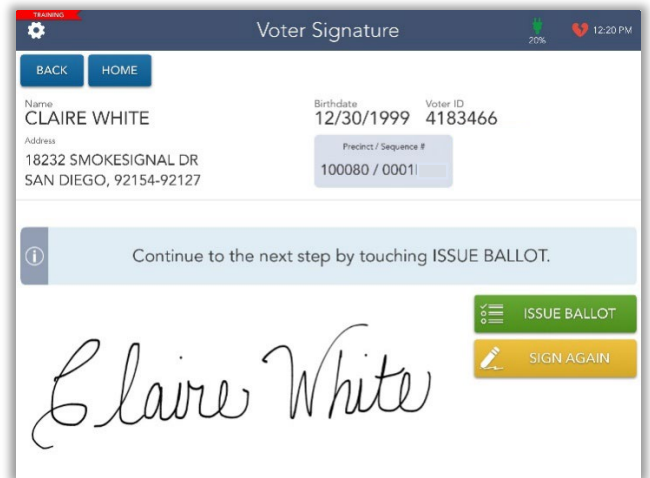 TRAINING
Voter Signature
20%
12:20 PM
BACK
HOME
Name
CLAIRE WHITE
Birthdate
12/30/1999
Voter ID
4183466
Address
18232 SMOKESIGNAL DR
SAN DIEGO, 92154-92127
Precinct / Sequence #
100080 / 0001
Continue to the next step by touching ISSUE BALLOT.
ISSUE BALLOT
SIGN AGAIN
Claire White